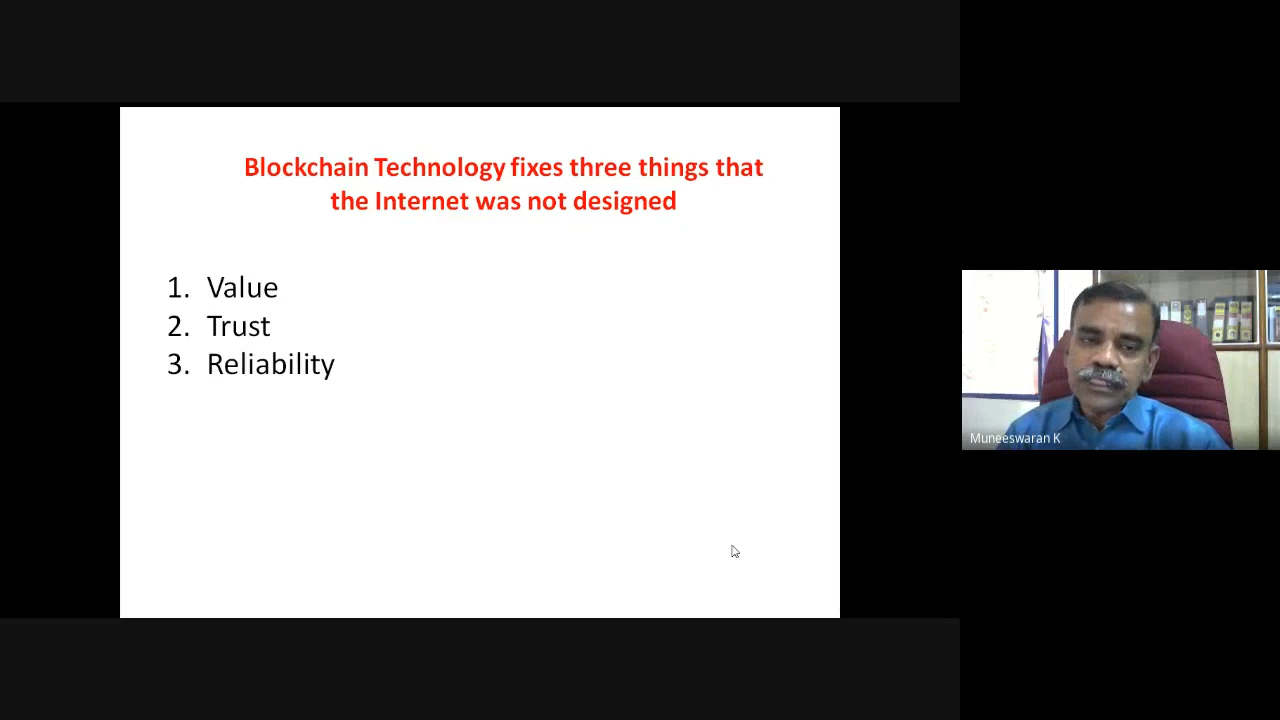 Blockchain Technology fixes three things that
the Internet was not designed
1. Value
2. Trust
3. Reliability
Muneeswaran K